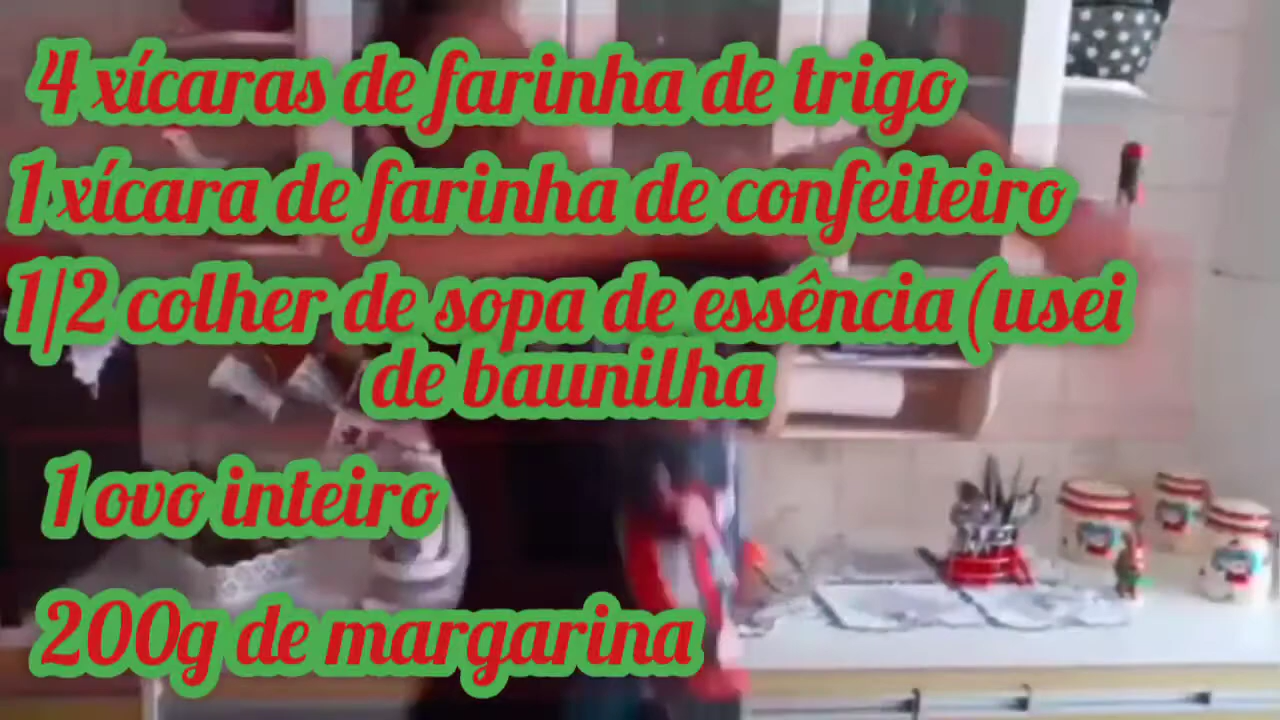 4 xícaras de farinha de trigo
1 xícara de farinha de confeiteiro
1/2 colher de sopa de essência(usei
de baunilha
1 ovo inteiro
200g de margarina